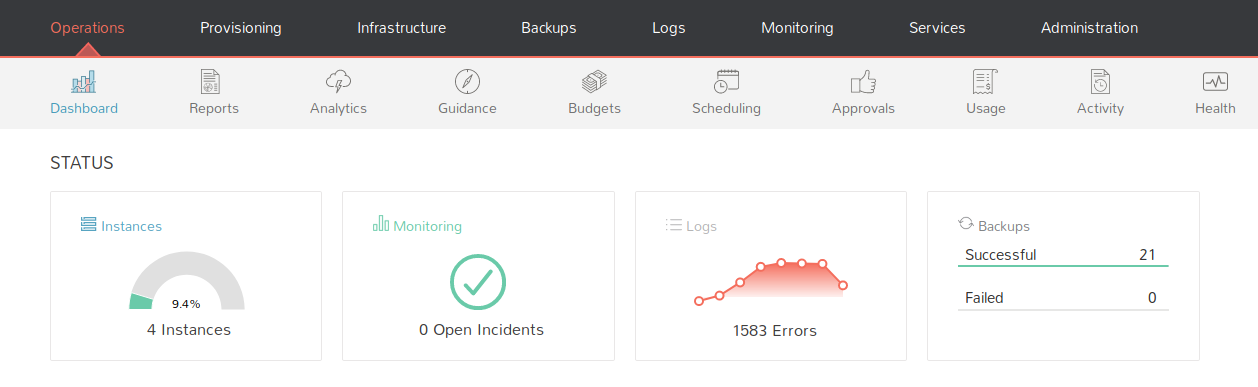 Operations Provisioning Infrastructure Backups Logs Monitoring Services Administration
Dashboard Reports Analytics Guidance Budgets Scheduling Approvals Usage Activity Health
STATUS
Instances
9.4%
4 Instances
Monitoring
0 Open Incidents
Logs
1583 Errors
Backups
Successful 21
Failed 0